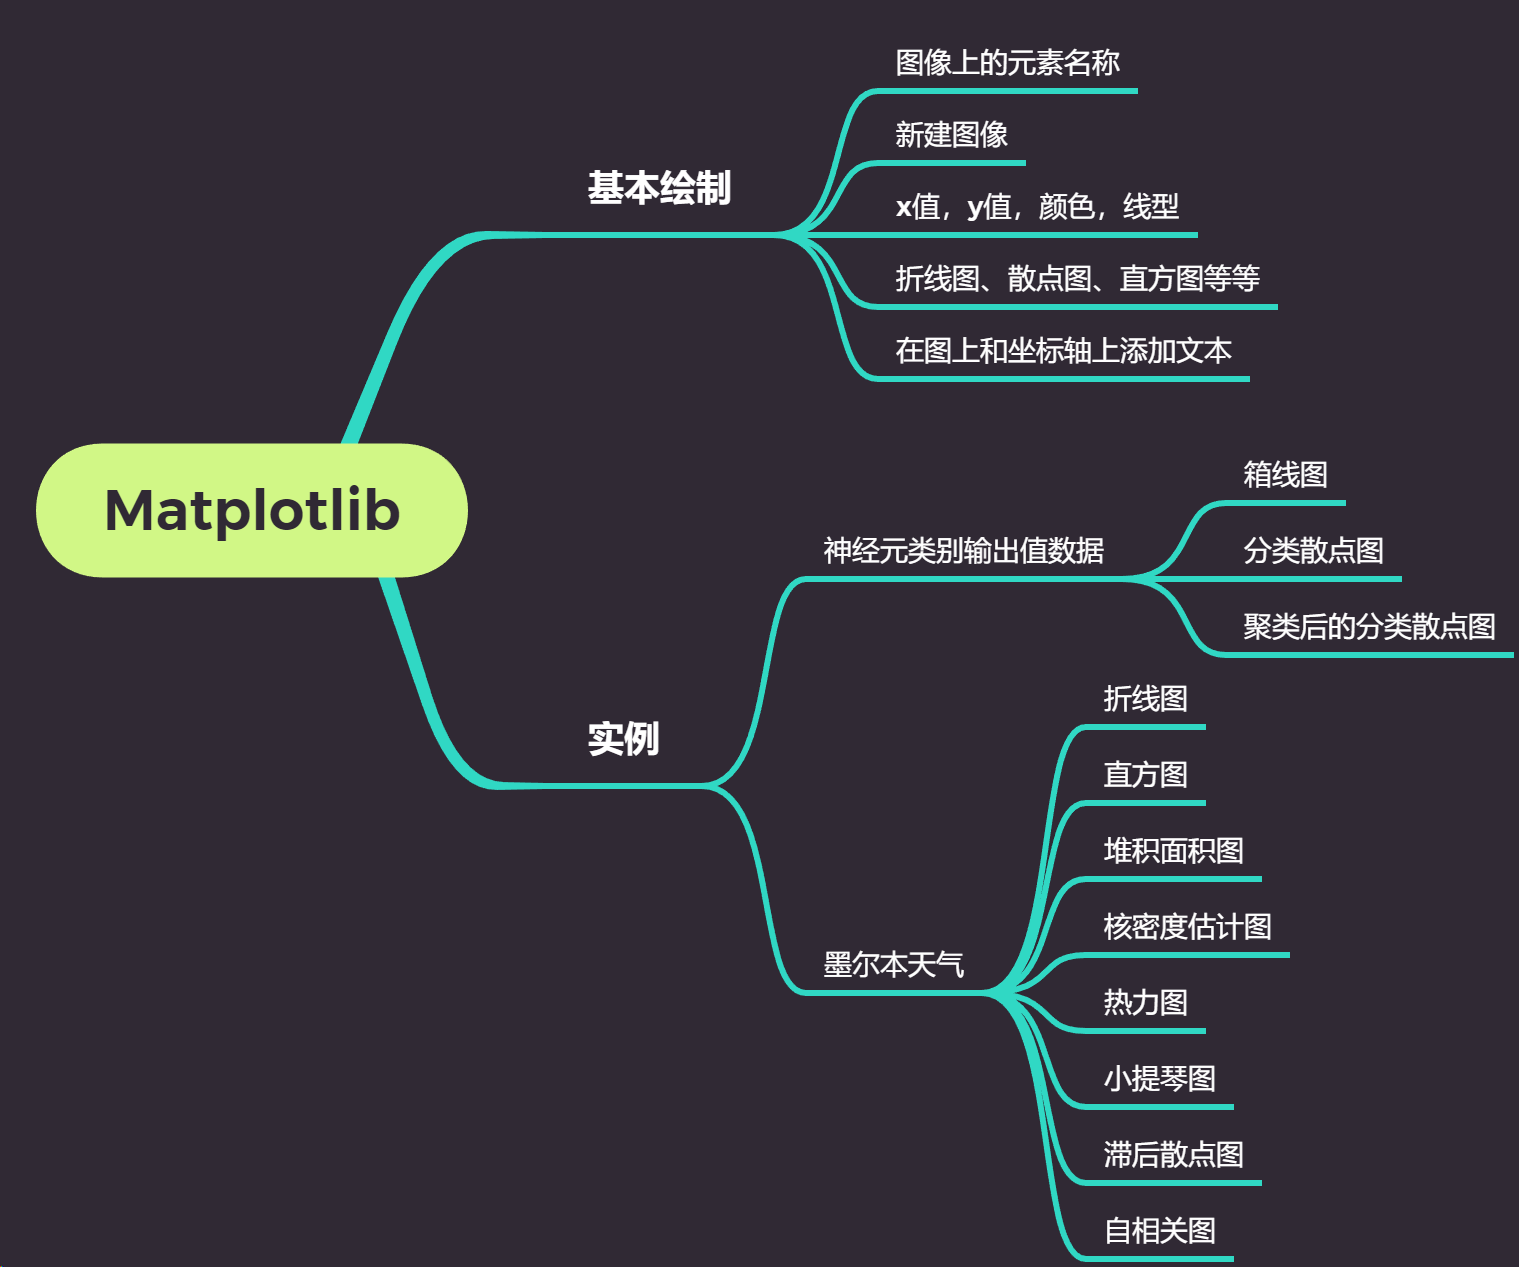 Matplotlib
基本绘制
图像上的元素名称
新建图像
x值，y值，颜色，线型
折线图、散点图、直方图等等
在图上和坐标轴上添加文本
实例
神经元类别输出值数据
箱线图
分类散点图
聚类后的分类散点图
墨尔本天气
折线图
直方图
堆积面积图
核密度估计图
热力图
小提琴图
滞后散点图
自相关图